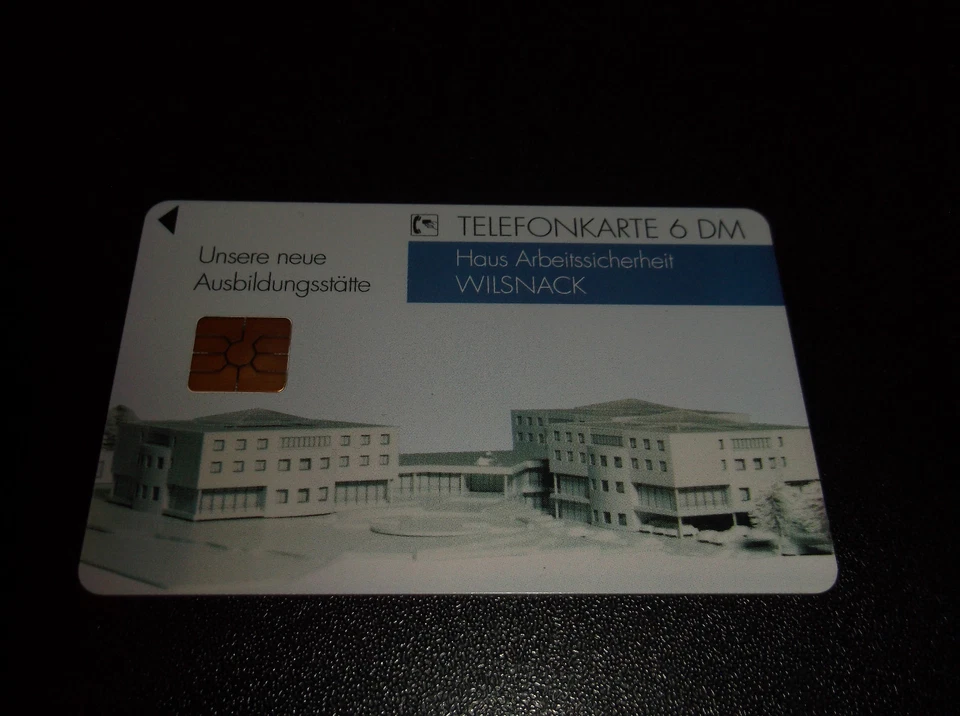 TELEFONKARTE 6 DM
Unsere neue
Ausbildungsstätte
Haus Arbeitssicherheit
WILSNACK